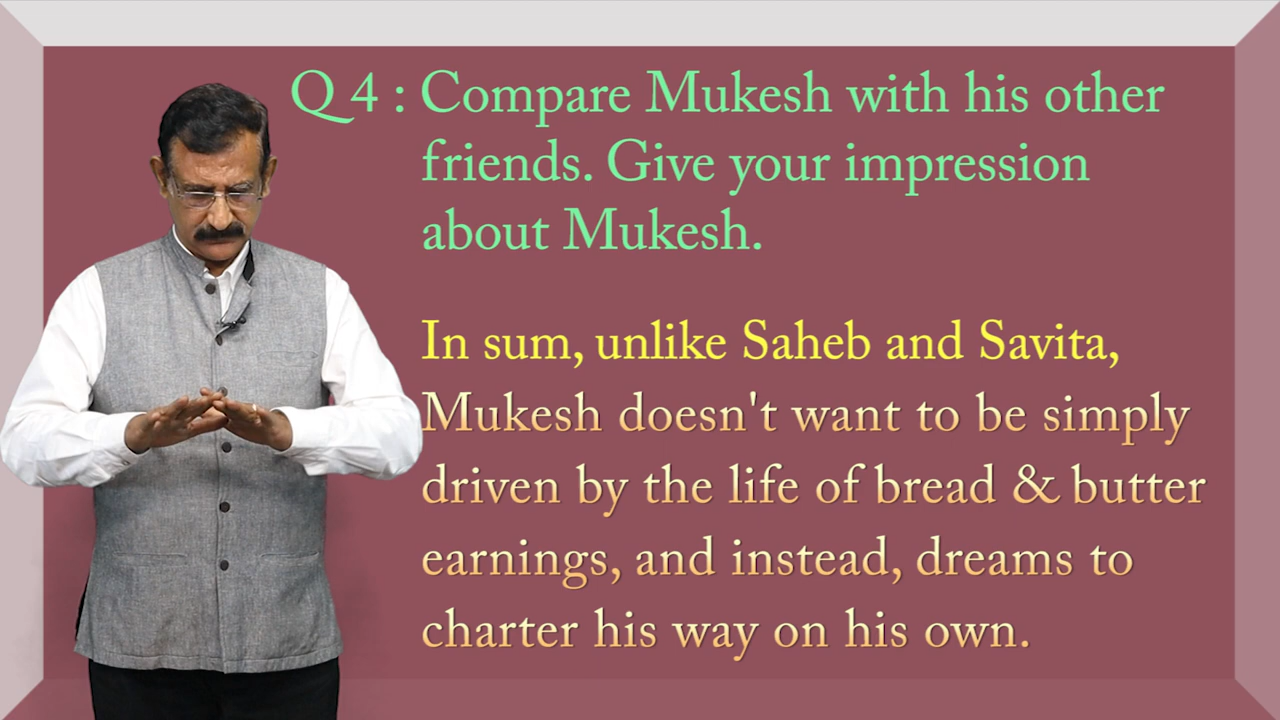 Q 4 : Compare Mukesh with his other
friends. Give your impression
about Mukesh.
In sum, unlike Saheb and Savita,
Mukesh doesn't want to be simply
driven by the life of bread & butter
earnings, and instead, dreams to
charter his way on his own.